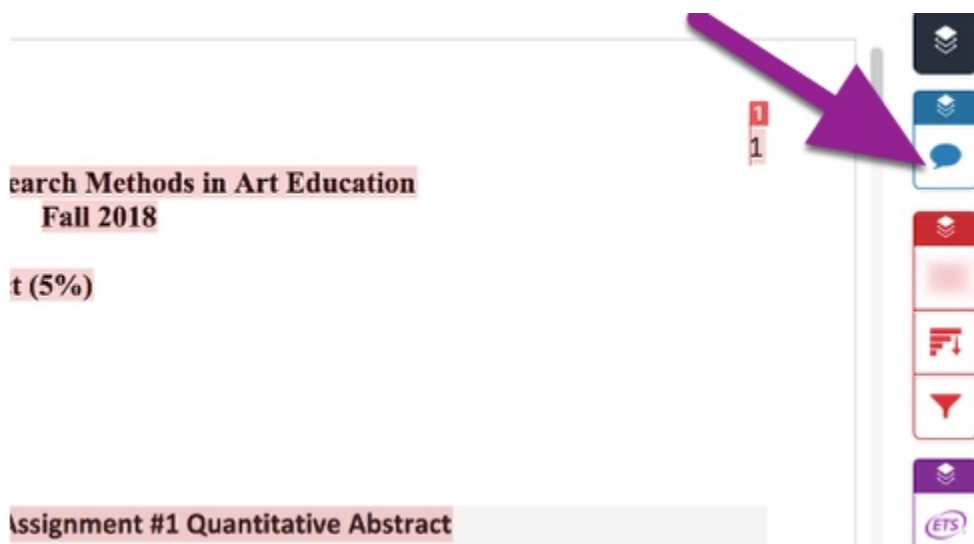 1
1
earch Methods in Art Education
Fall 2018
t (5%)
Assignment #1 Quantitative Abstract
ETS